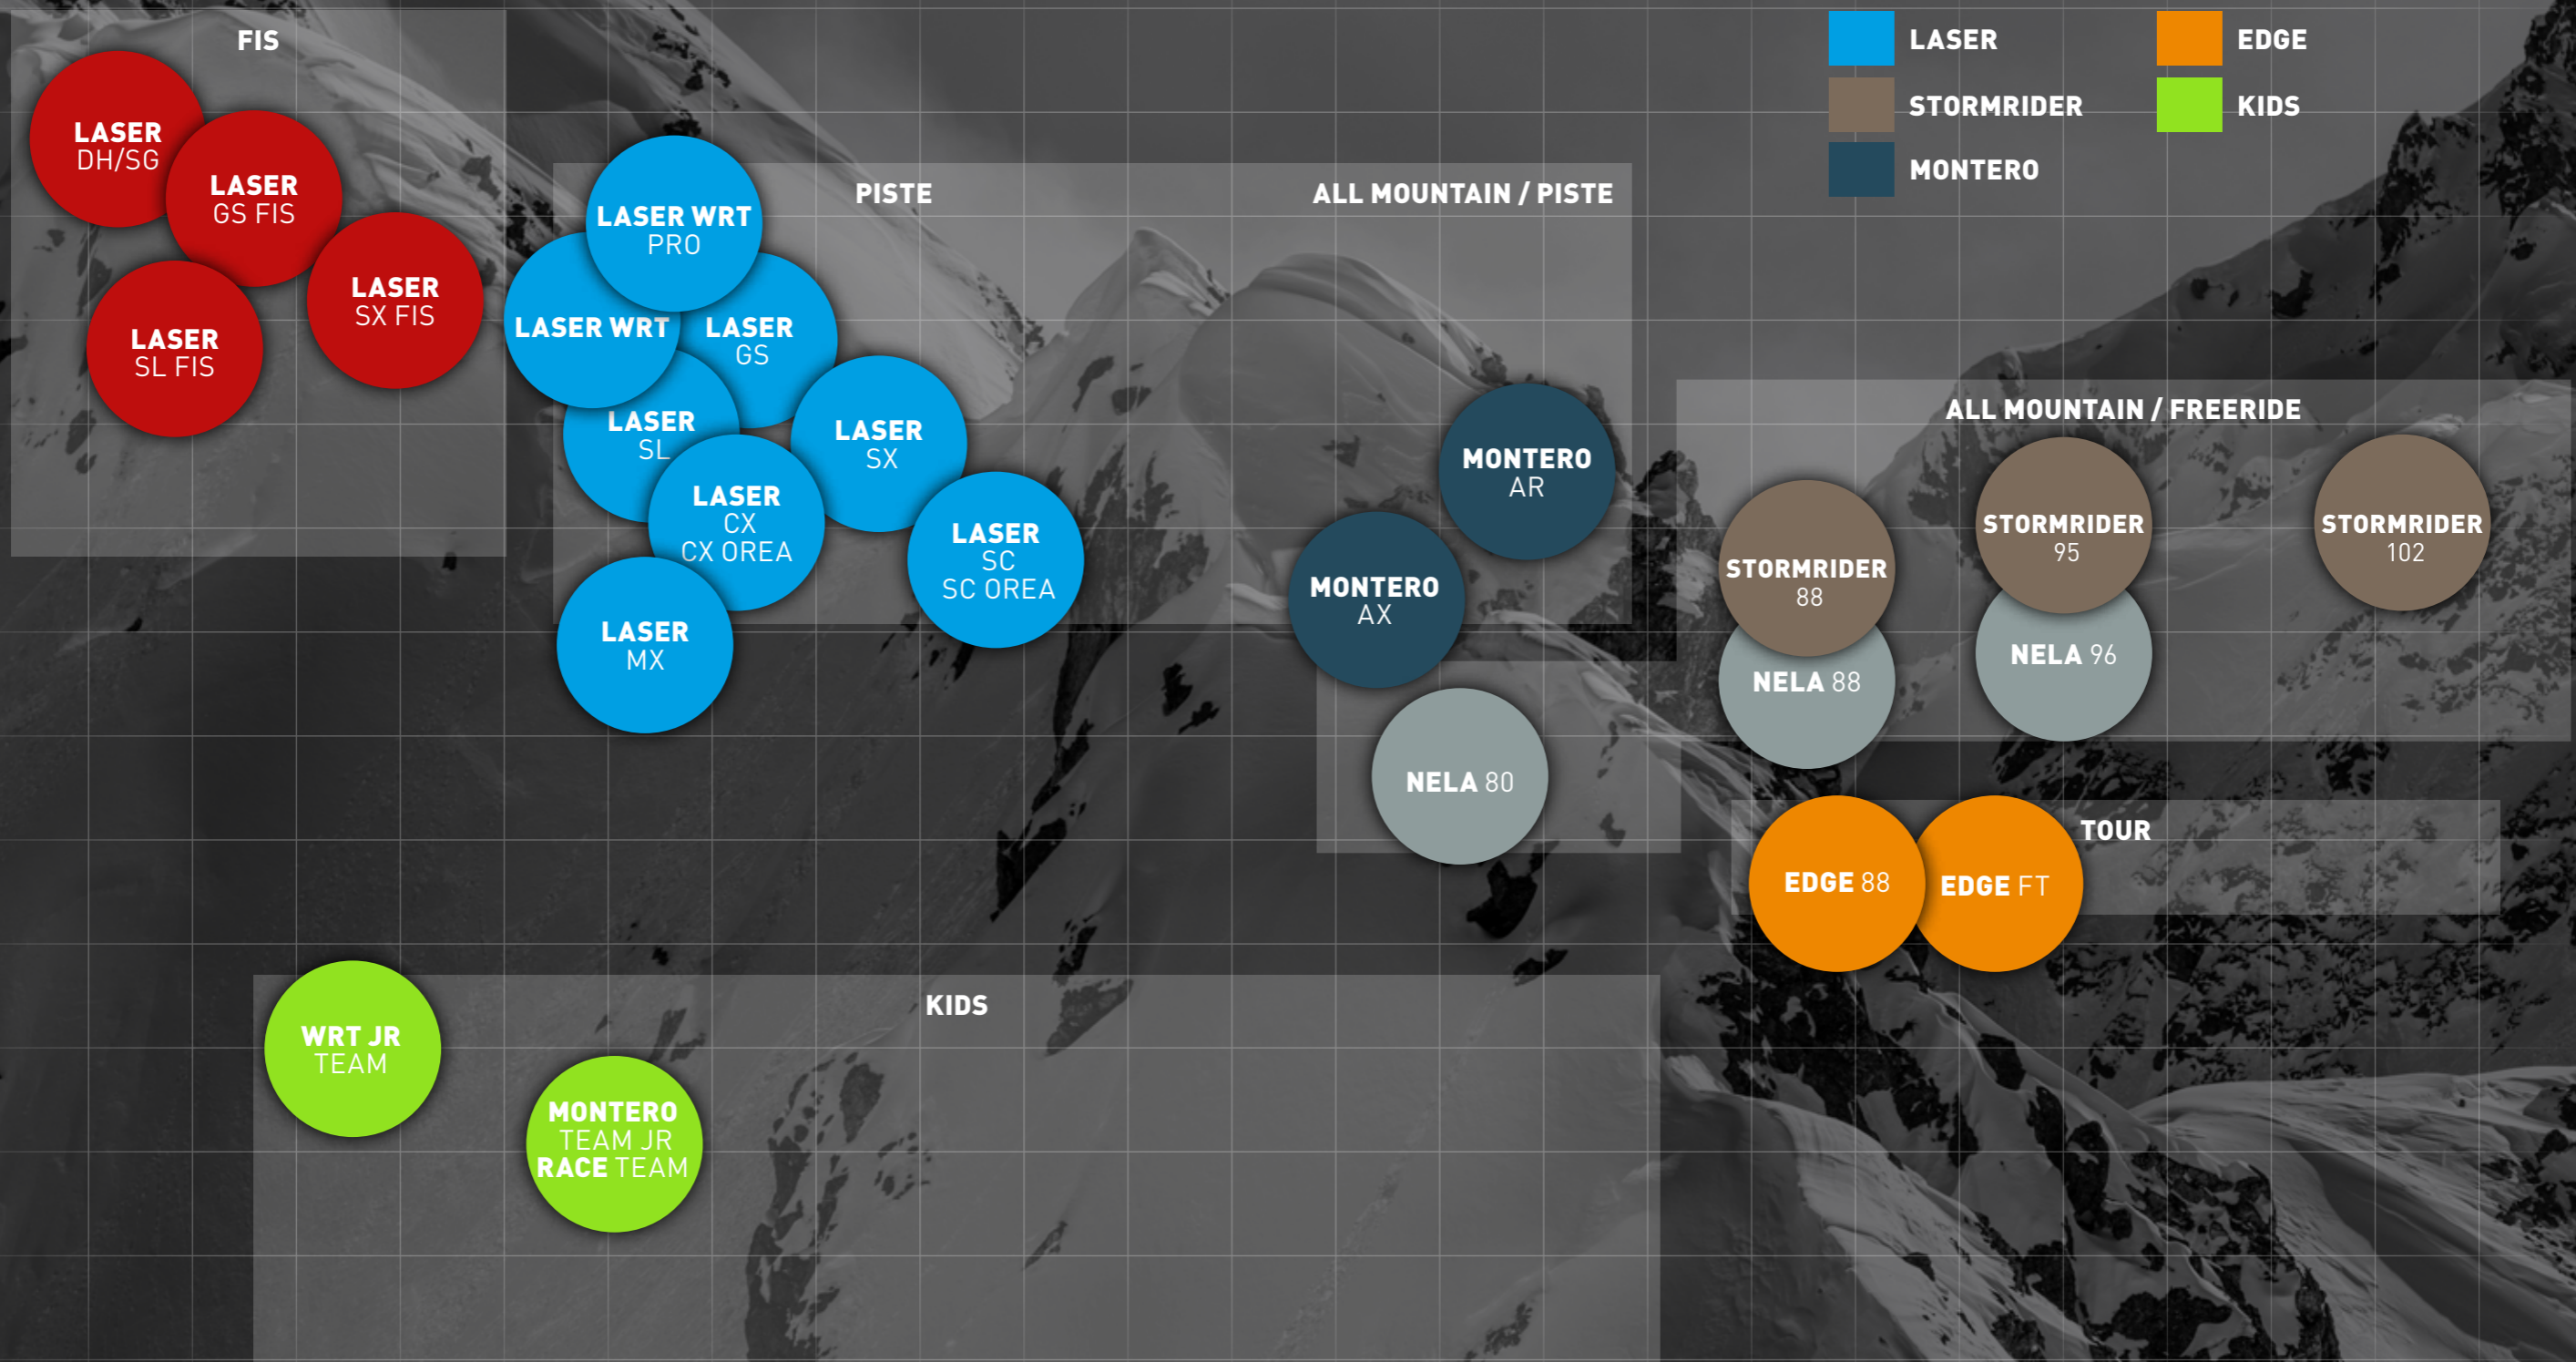 FIS
LASER
DH/SG
LASER
GS FIS
LASER
SX FIS
LASER
SL FIS
PISTE
LASER WRT
PRO
LASER WRT
LASER
GS
LASER
SL
LASER
SX
LASER
CX
CX OREA
LASER
SC
SC OREA
LASER
MX
ALL MOUNTAIN / PISTE
MONTERO
AR
MONTERO
AX
NELA 80
LASER
STORMRIDER
MONTERO
EDGE
KIDS
ALL MOUNTAIN / FREERIDE
STORMRIDER
88
STORMRIDER
95
STORMRIDER
102
NELA 88
NELA 96
TOUR
EDGE 88
EDGE FT
KIDS
WRT JR
TEAM
MONTERO
TEAM JR
RACE TEAM